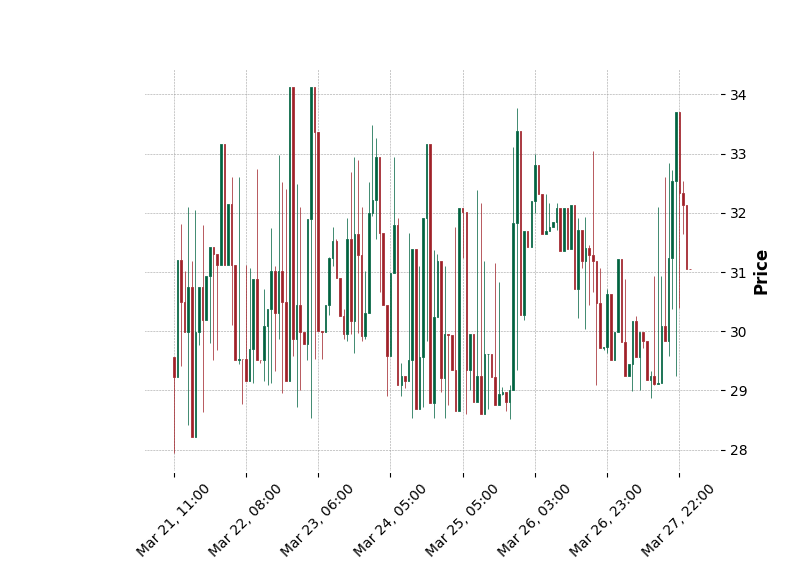 34
33
32
31
30
29
28
Price
Mar 21, 11:00
Mar 22, 08:00
Mar 23, 06:00
Mar 24, 05:00
Mar 25, 05:00
Mar 26, 03:00
Mar 26, 23:00
Mar 27, 22:00